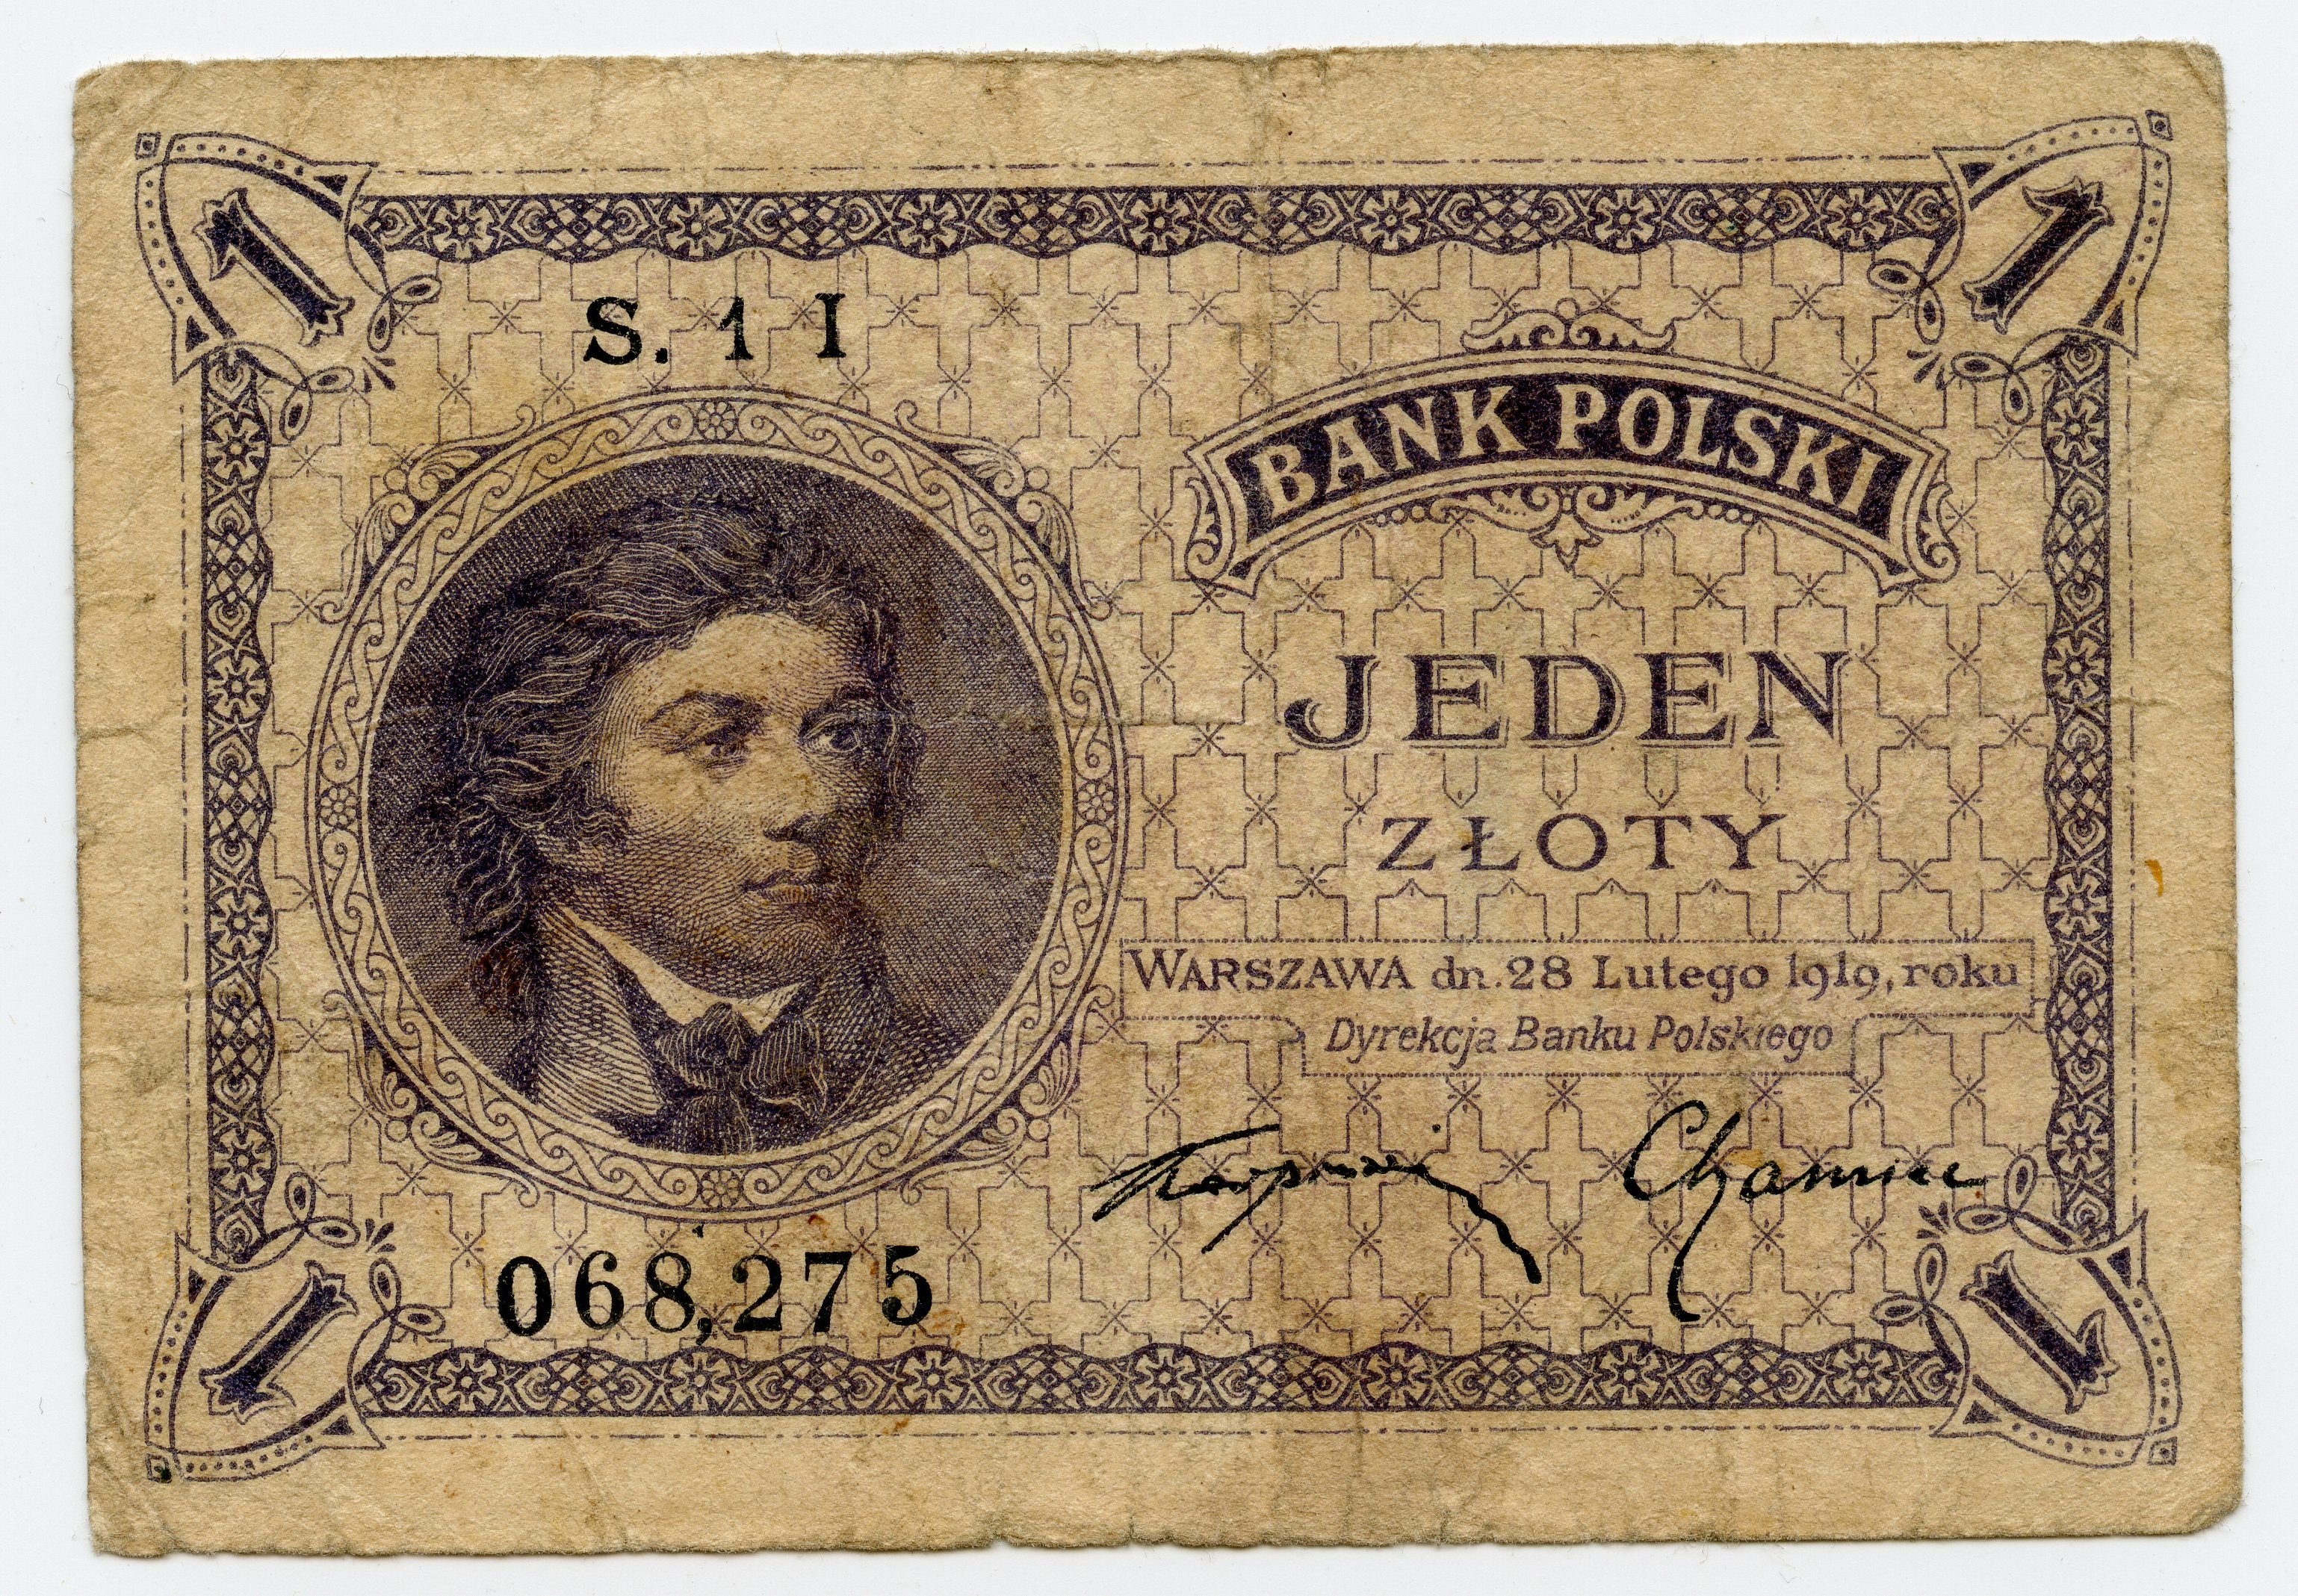 1 1
S. 1 I
BANK POLSKI
JEDEN
ZŁOTY
WARSZAWA dn. 28 Lutego 1919, roku
Dyrekcja Banku Polskiego
068,275
1 1